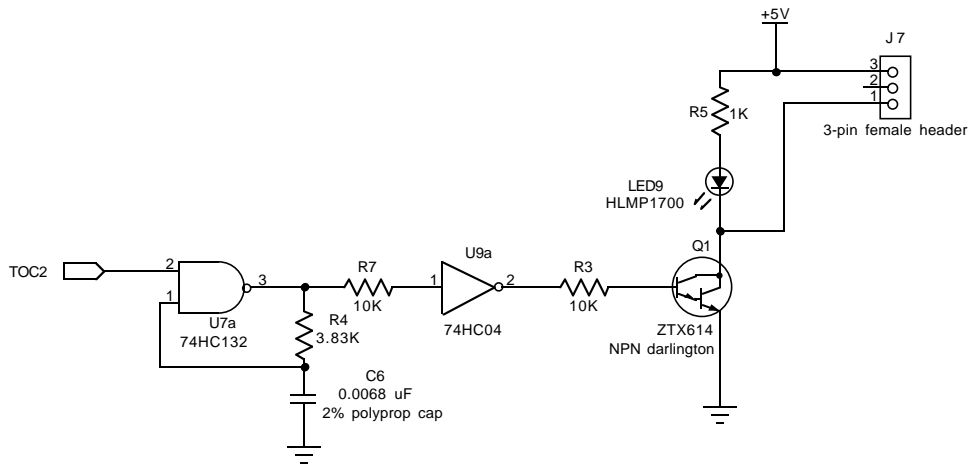 +5V
J7
3
2
1
R5
1K
3-pin female header
LED9
HLMP1700
Q1
U9a
TOC2
2
3
R7
1
2
R3
1
10K
10K
U7a
R4
74HC04
ZTX614
74HC132
3.83K
NPN darlington
C6
0.0068 uF
2% polyprop cap